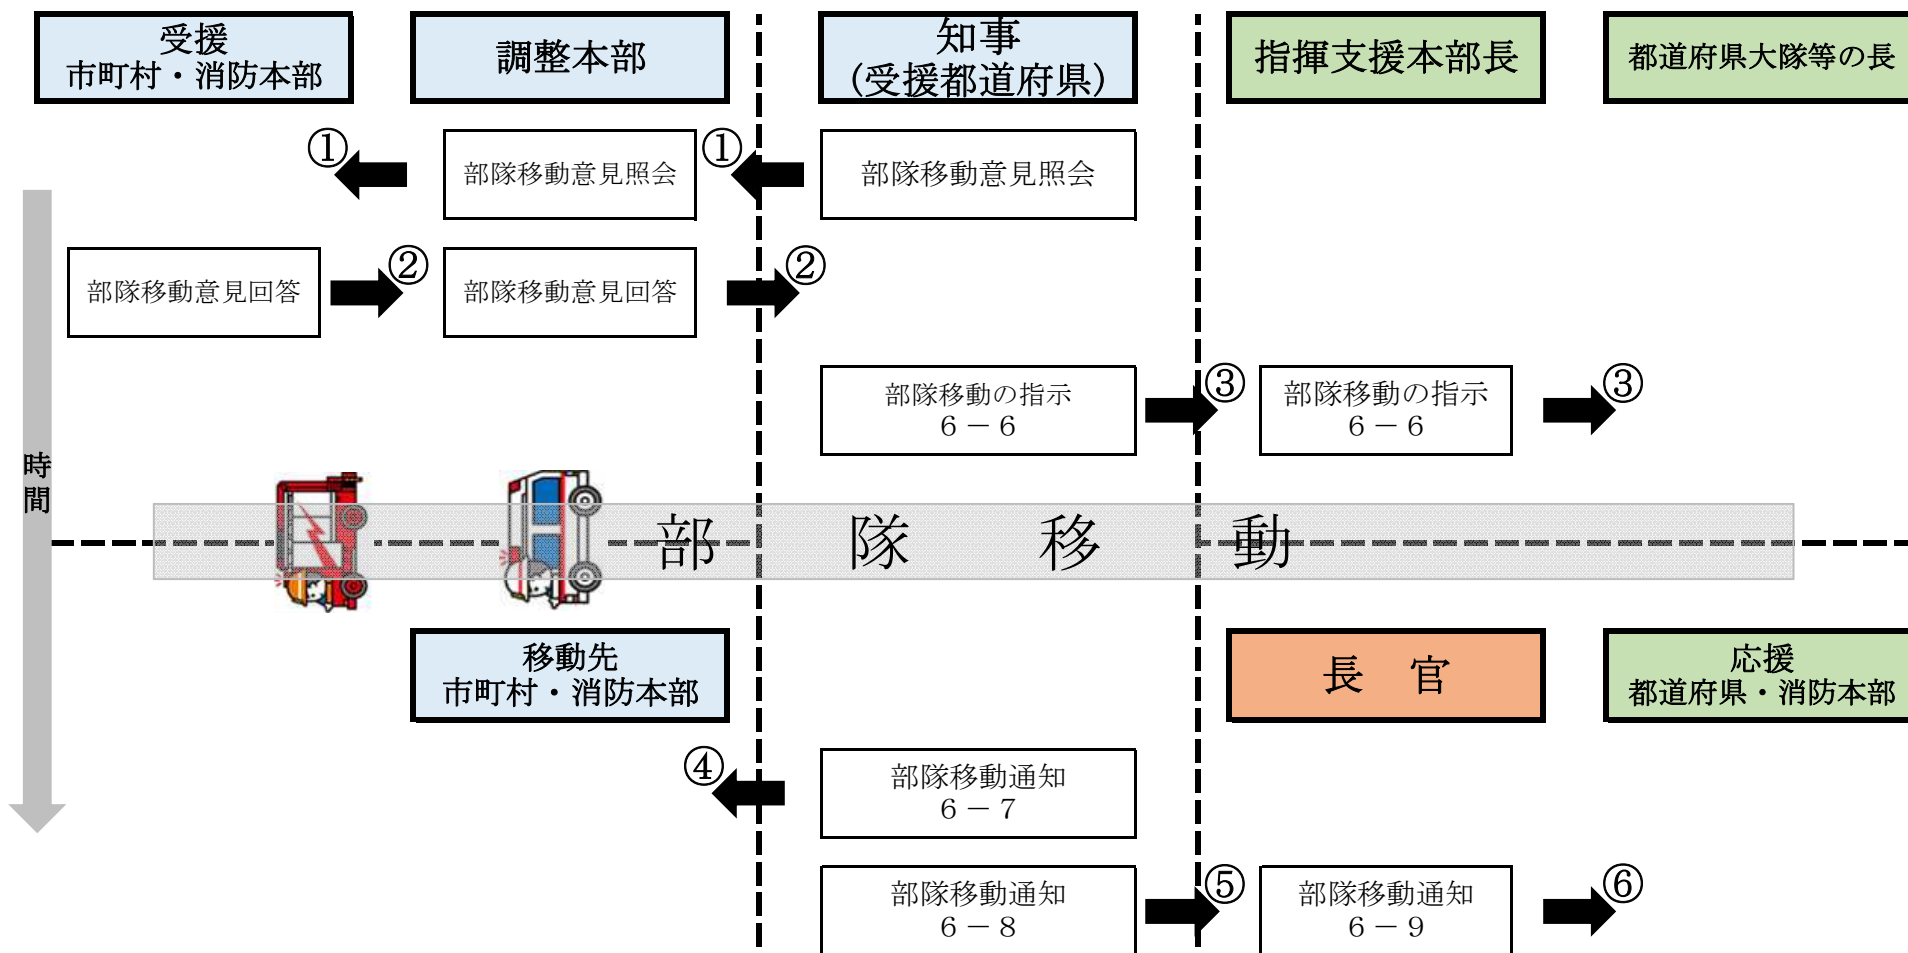 受援
市町村・消防本部
調整本部
知事
（受援都道府県）
指揮支援本部長
都道府県大隊等の長
①
部隊移動意見照会
①
部隊移動意見照会
部隊移動意見回答
②
部隊移動意見回答
②
部隊移動の指示
６－６
③
部隊移動の指示
６－６
③
時間
部　隊　移　動
移動先
市町村・消防本部
長　官
応援
都道府県・消防本部
④
部隊移動通知
６－７
部隊移動通知
６－８
⑤
部隊移動通知
６－９
⑥